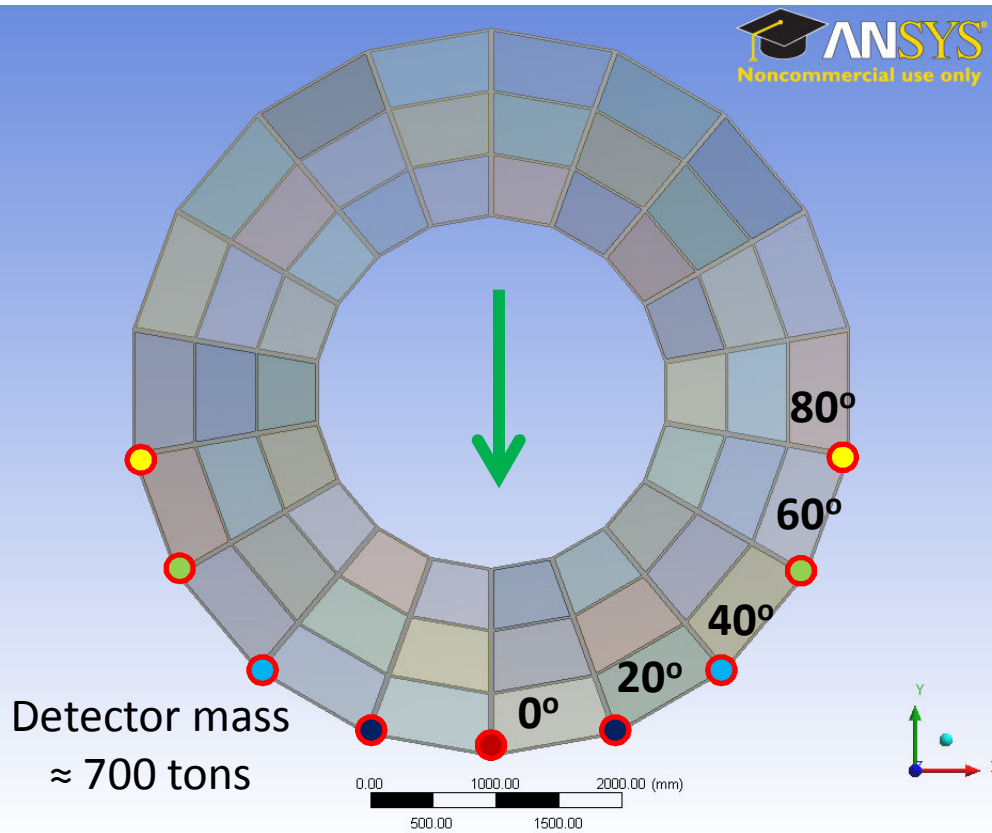 ANSYS®
Noncommercial use only
80º
60º
40º
20º
0º
Detector mass
≈ 700 tons
0.00 1000.00 2000.00 (mm)
500.00 1500.00
Y